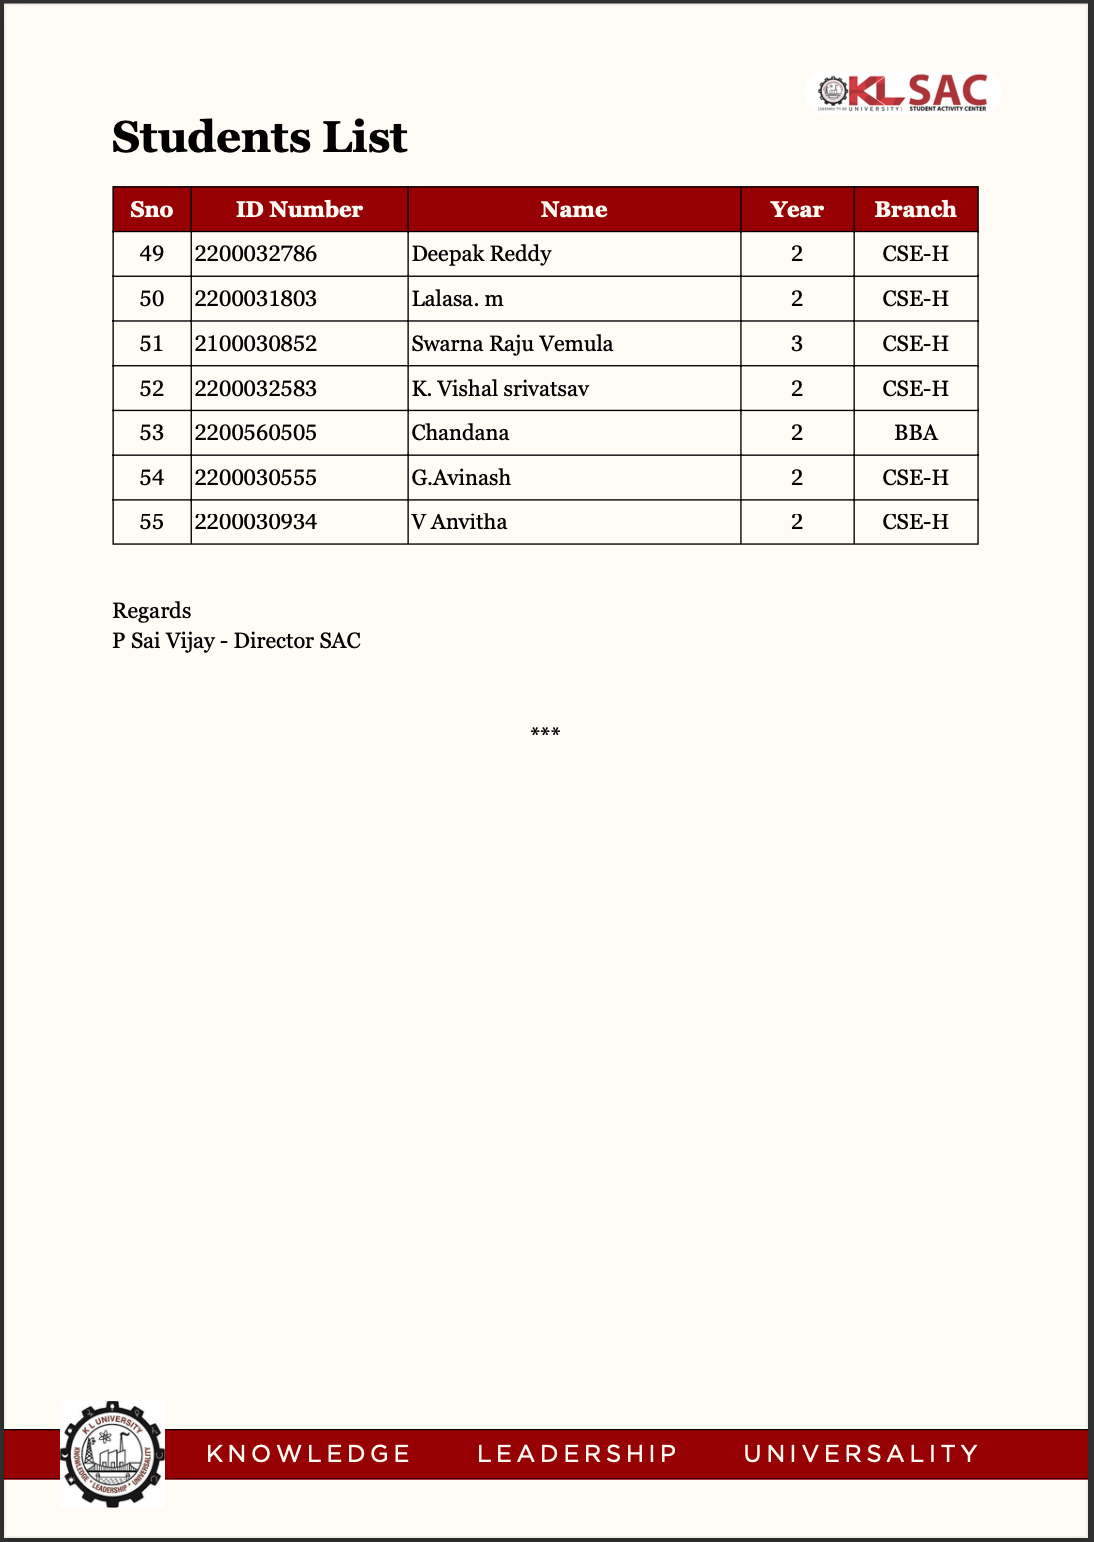 KL SAC
UNIVERSITY STUDENT ACTIVITY CENTER
Students List
Sno ID Number Name Year Branch
49 2200032786 Deepak Reddy 2 CSE-H
50 2200031803 Lalasa. m 2 CSE-H
51 2100030852 Swarna Raju Vemula 3 CSE-H
52 2200032583 K. Vishal srivatsav 2 CSE-H
53 2200560505 Chandana 2 BBA
54 2200030555 G.Avinash 2 CSE-H
55 2200030934 V Anvitha 2 CSE-H
Regards
P Sai Vijay - Director SAC
***
K L UNIVERSITY
KNOWLEDGE * LEADERSHIP * UNIVERSALITY
KNOWLEDGE LEADERSHIP UNIVERSALITY